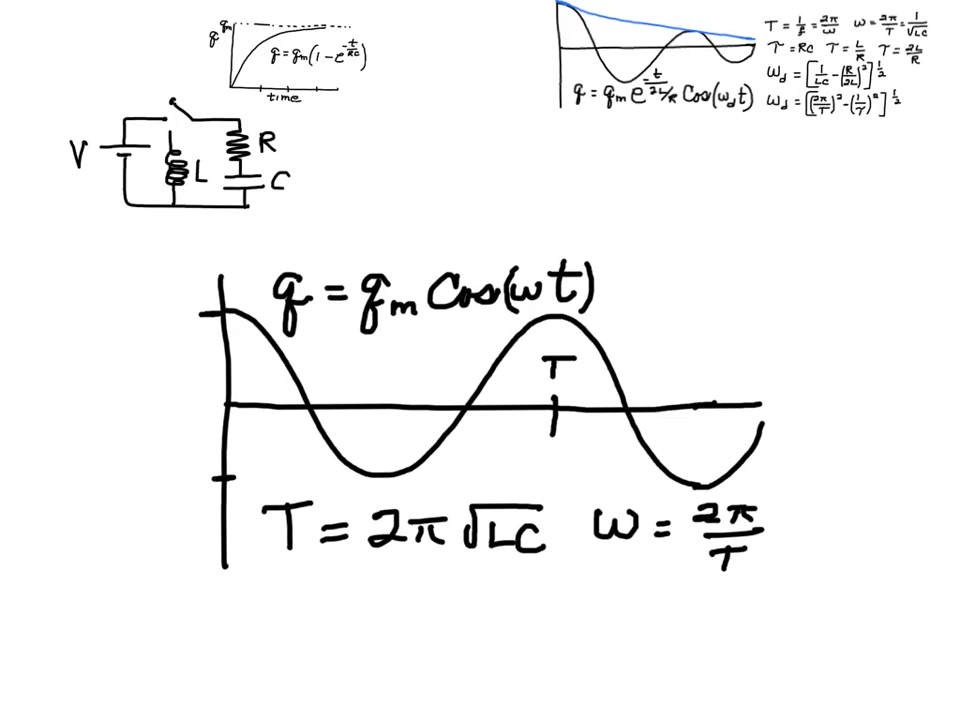 q qm
q = qm(1 − e^(−t/RC))
time
V
R
L
C
q = qm e^(−t/(2L/R)) Cos(ωd t)
T = 1/f = 2π/ω ω = 2π/T = 1/√LC
τ = RC τ = L/R τ = 2L/R
ωd = [1/LC − (R/2L)²]^(1/2)
ωd = [(2π/T)² − (1/τ)²]^(1/2)
q = qm Cos(ωt)
T
T = 2π √LC ω = 2π/T